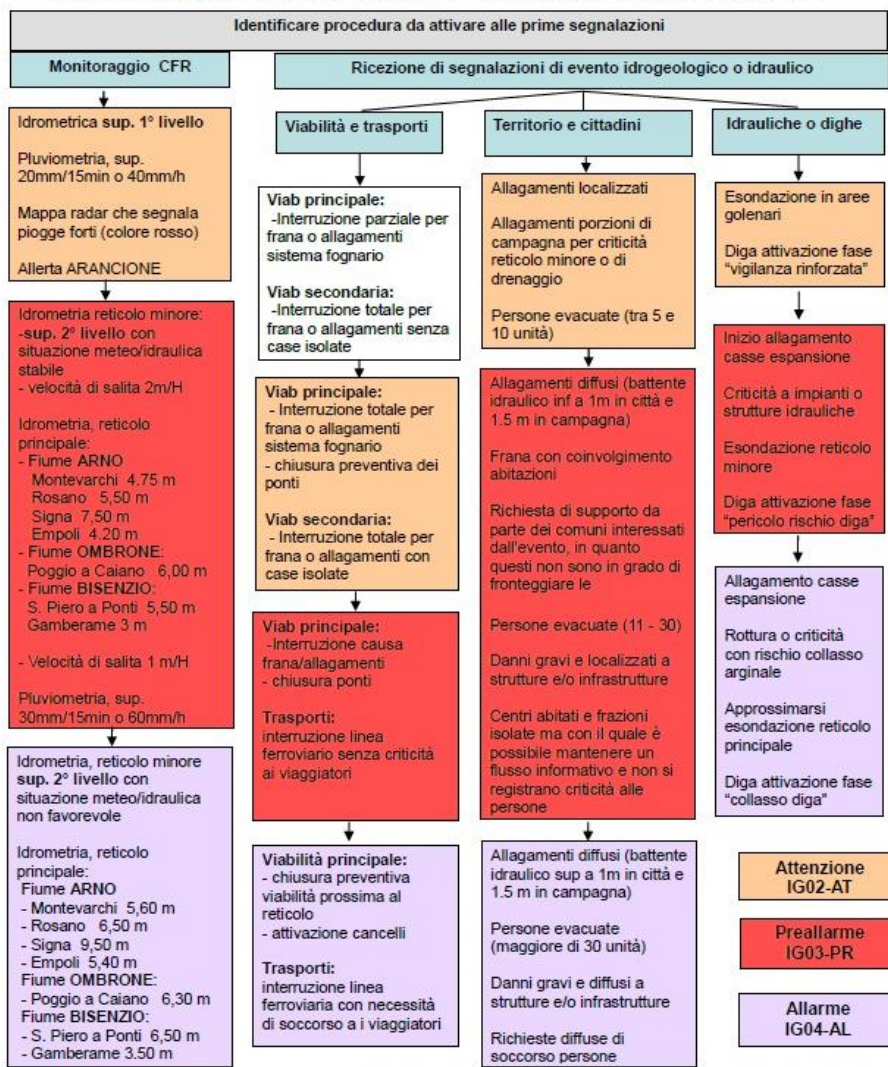 Identificare procedura da attivare alle prime segnalazioni
Monitoraggio CFR
Ricezione di segnalazioni di evento idrogeologico o idraulico
Idrometrica sup. 1° livello
Pluviometria, sup.
20mm/15min o 40mm/h
Mappa radar che segnala
piogge forti (colore rosso)
Allerta ARANCIONE
Idrometria reticolo minore:
-sup. 2° livello con
situazione meteo/idraulica
stabile
- velocità di salita 2m/H
Idrometria, reticolo
principale:
- Fiume ARNO
Montevarchi 4.75 m
Rosano 5,50 m
Signa 7,50 m
Empoli 4.20 m
- Fiume OMBRONE:
Poggio a Caiano 6,00 m
- Fiume BISENZIO:
S. Piero a Ponti 5,50 m
Gamberame 3 m
- Velocità di salita 1 m/H
Pluviometria, sup.
30mm/15min o 60mm/h
Idrometria, reticolo minore
sup. 2° livello con
situazione meteo/idraulica
non favorevole
Idrometria, reticolo
principale:
Fiume ARNO
- Montevarchi 5,60 m
- Rosano 6,50 m
- Signa 9,50 m
- Empoli 5,40 m
Fiume OMBRONE:
- Poggio a Caiano 6,30 m
Fiume BISENZIO:
- S. Piero a Ponti 6,50 m
- Gamberame 3.50 m
Viabilità e trasporti
Viab principale:
-Interruzione parziale per
frana o allagamenti
sistema fognario
Viab secondaria:
-Interruzione totale per
frana o allagamenti senza
case isolate
Viab principale:
- Interruzione totale per
frana o allagamenti
sistema fognario
- chiusura preventiva dei
ponti
Viab secondaria:
- Interruzione totale per
frana o allagamenti con
case isolate
Viab principale:
-Interruzione causa
frana/allagamenti
- chiusura ponti
Trasporti:
interruzione linea
ferroviario senza criticità
ai viaggiatori
Viabilità principale:
- chiusura preventiva
viabilità prossima al
reticolo
- attivazione cancelli
Trasporti:
interruzione linea
ferroviaria con necessità
di soccorso a i viaggiatori
Territorio e cittadini
Allagamenti localizzati
Allagamenti porzioni di
campagna per criticità
reticolo minore o di
drenaggio
Persone evacuate (tra 5 e
10 unità)
Allagamenti diffusi (battente
idraulico inf a 1m in città e
1.5 m in campagna)
Frana con coinvolgimento
abitazioni
Richiesta di supporto da
parte dei comuni interessati
dall'evento, in quanto
questi non sono in grado di
fronteggiare le
Persone evacuate (11 - 30)
Danni gravi e localizzati a
strutture e/o infrastrutture
Centri abitati e frazioni
isolate ma con il quale è
possibile mantenere un
flusso informativo e non si
registrano criticità alle
persone
Allagamenti diffusi (battente
idraulico sup a 1m in città e
1.5 m in campagna)
Persone evacuate
(maggiore di 30 unità)
Danni gravi e diffusi a
strutture e/o infrastrutture
Richieste diffuse di
soccorso persone
Idrauliche o dighe
Esondazione in aree
golenari
Diga attivazione fase
"vigilanza rinforzata"
Inizio allagamento
casse espansione
Criticità a impianti o
strutture idrauliche
Esondazione reticolo
minore
Diga attivazione fase
"pericolo rischio diga"
Allagamento casse
espansione
Rottura o criticità
con rischio collasso
arginale
Approssimarsi
esondazione reticolo
principale
Diga attivazione fase
"collasso diga"
Attenzione
IG02-AT
Preallarme
IG03-PR
Allarme
IG04-AL